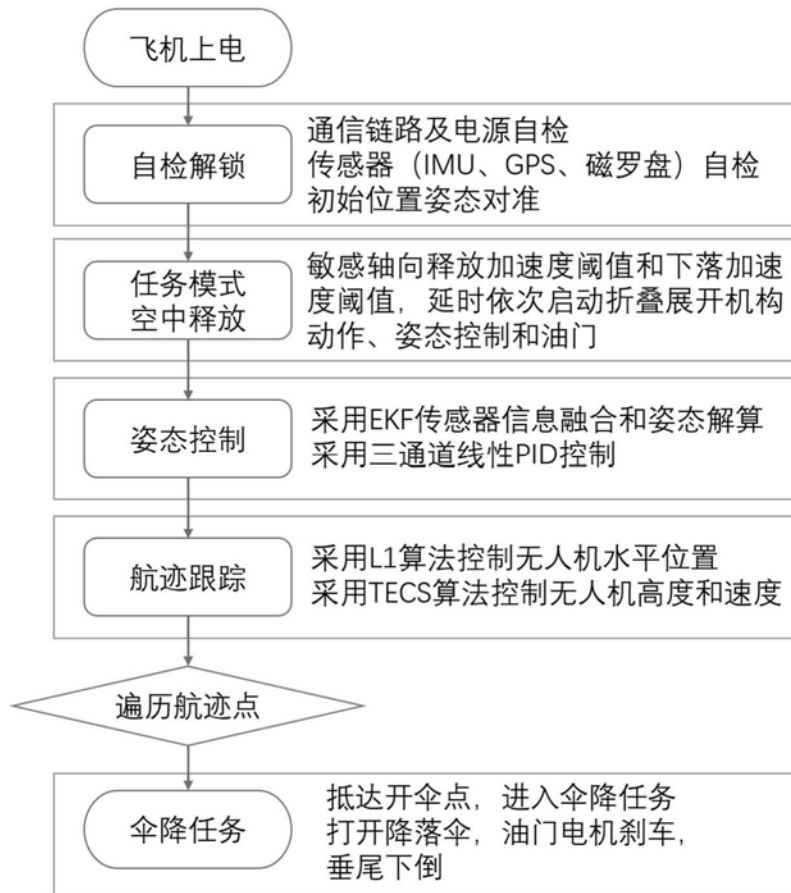 飞机上电
自检解锁
通信链路及电源自检
传感器（IMU、GPS、磁罗盘）自检
初始位置姿态对准
任务模式
空中释放
敏感轴向释放加速度阈值和下落加速
度阈值，延时依次启动折叠展开机构
动作、姿态控制和油门
姿态控制
采用EKF传感器信息融合和姿态解算
采用三通道线性PID控制
航迹跟踪
采用L1算法控制无人机水平位置
采用TECS算法控制无人机高度和速度
遍历航迹点
伞降任务
抵达开伞点，进入伞降任务
打开降落伞，油门电机刹车，
垂尾下倒